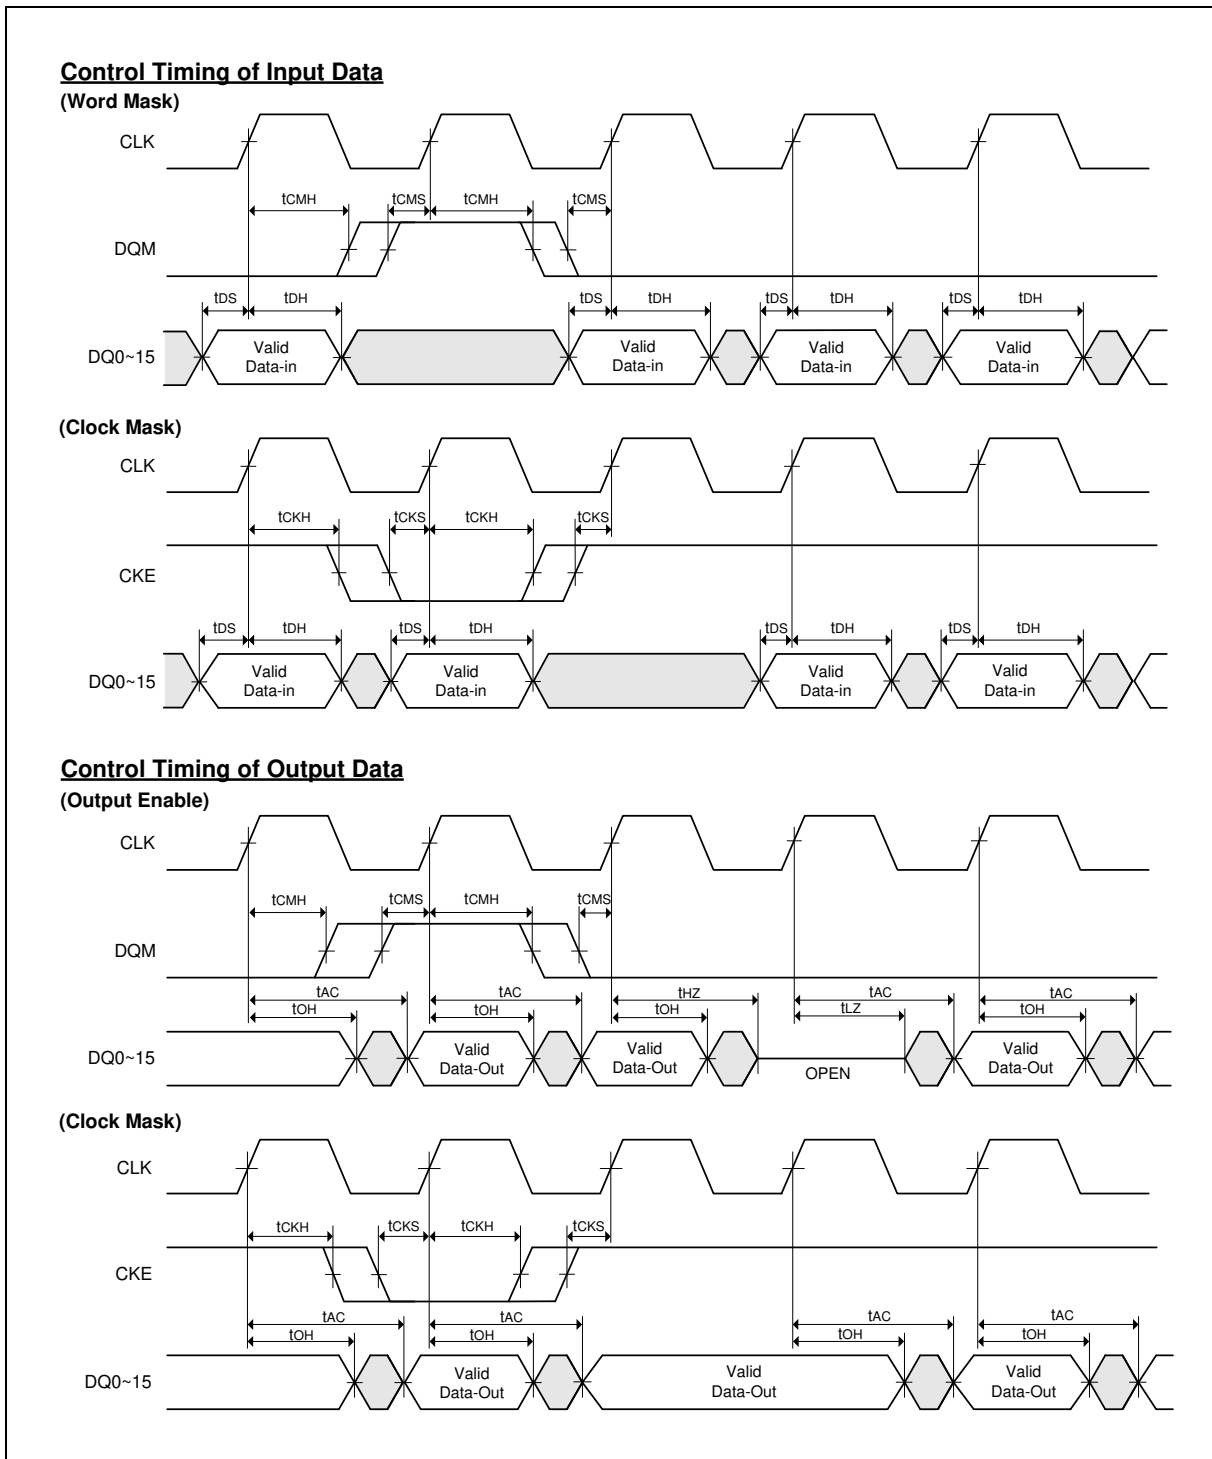 Control Timing of Input Data
(Word Mask)
CLK
tCMH tCMS tCMH tCMS
DQM
tDS tDH tDS tDH tDS tDH tDS tDH
DQ0~15
Valid Data-in
Valid Data-in
Valid Data-in
Valid Data-in
(Clock Mask)
CLK
tCKH tCKS tCKH tCKS
CKE
tDS tDH tDS tDH tDS tDH tDS tDH
DQ0~15
Valid Data-in
Valid Data-in
Valid Data-in
Valid Data-in
Control Timing of Output Data
(Output Enable)
CLK
tCMH tCMS tCMH tCMS
DQM
tAC tAC tHZ tAC tAC
tOH tOH tOH tLZ tOH
DQ0~15
Valid Data-Out
Valid Data-Out
OPEN
Valid Data-Out
(Clock Mask)
CLK
tCKH tCKS tCKH tCKS
CKE
tAC tAC tAC tAC
tOH tOH tOH tOH
DQ0~15
Valid Data-Out
Valid Data-Out
Valid Data-Out